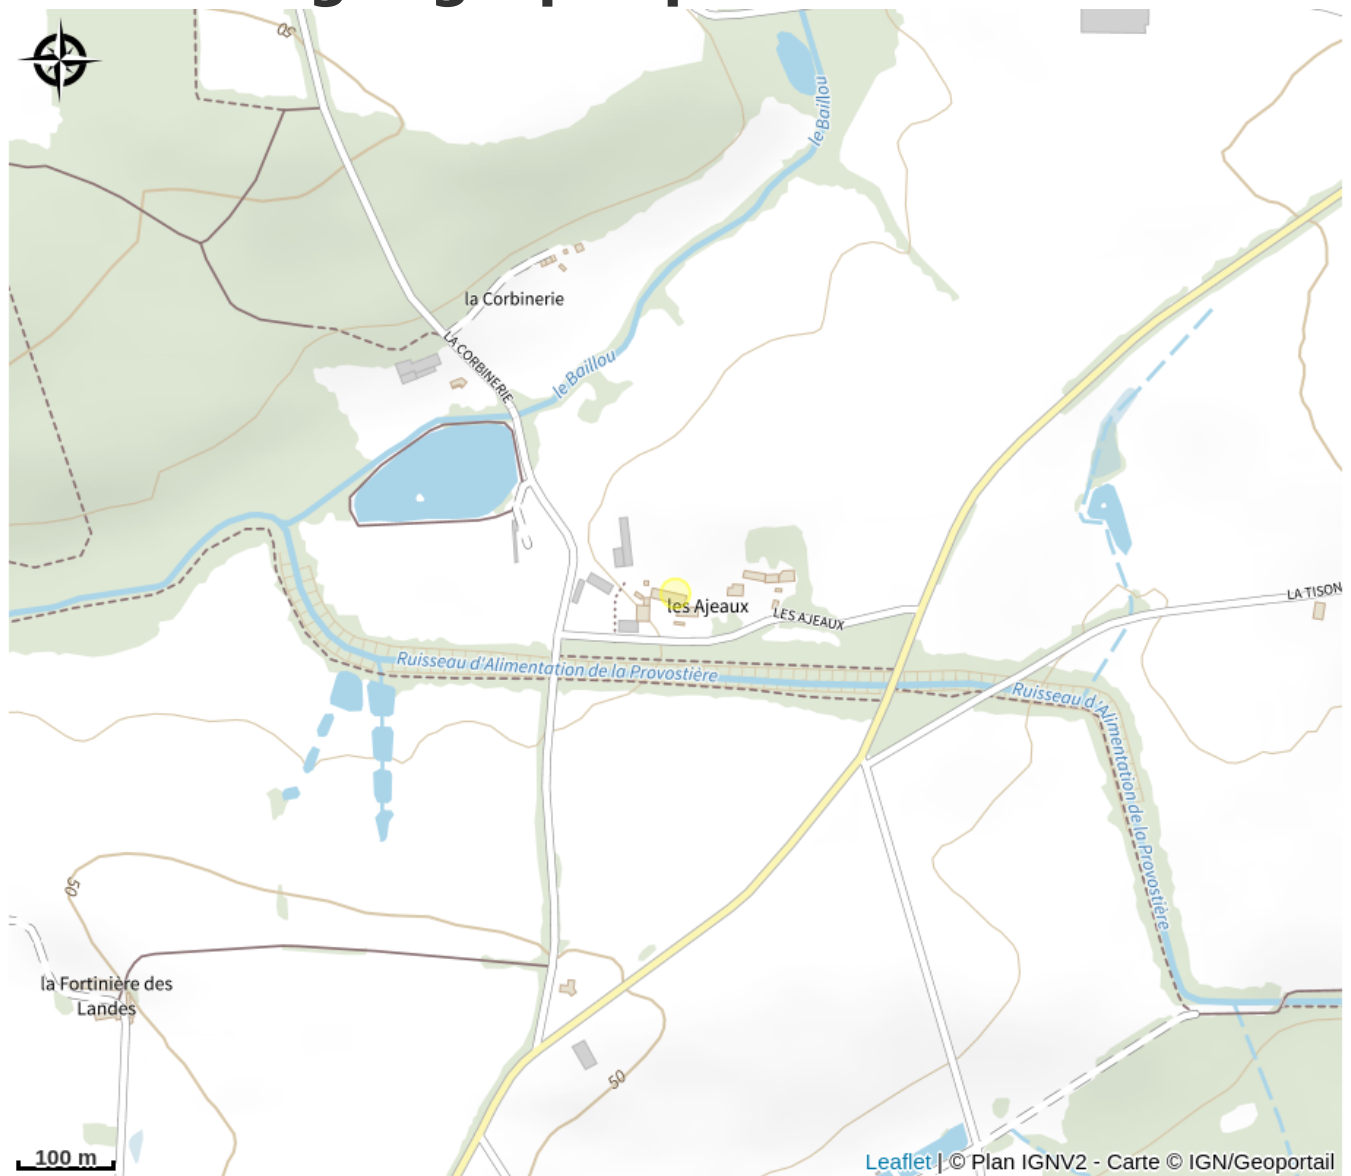 50
le Baillou
la Corbinerie
LA CORBINERIE
le Baillou
les Ajeaux
LES AJEAUX
LA TISON
Ruisseau d'Alimentation de la Provostière
Ruisseau d'Alimentation de la Provostière
50
la Fortinière des
Landes
50
100 m
Leaflet | © Plan IGNV2 - Carte © IGN/Geoportail